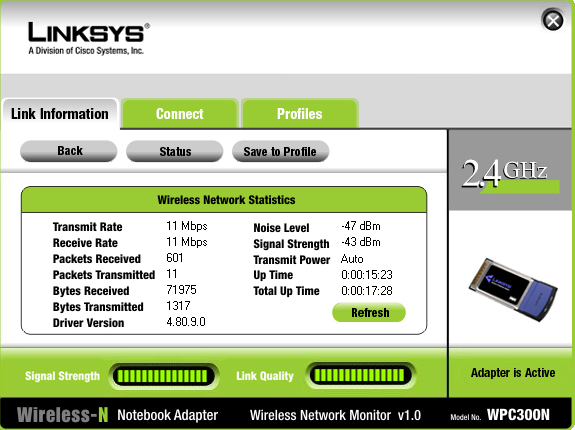 LINKSYS®
A Division of Cisco Systems, Inc.
Link Information Connect Profiles
Back Status Save to Profile
2.4GHz
Wireless Network Statistics
Transmit Rate 11 Mbps Noise Level -47 dBm
Receive Rate 11 Mbps Signal Strength -43 dBm
Packets Received 601 Transmit Power Auto
Packets Transmitted 11 Up Time 0:00:15:23
Bytes Received 71975 Total Up Time 0:00:17:28
Bytes Transmitted 1317
Driver Version 4.80.9.0
Refresh
LINKSYS
Signal Strength Link Quality Adapter is Active
Wireless-N Notebook Adapter Wireless Network Monitor v1.0 Model No. WPC300N